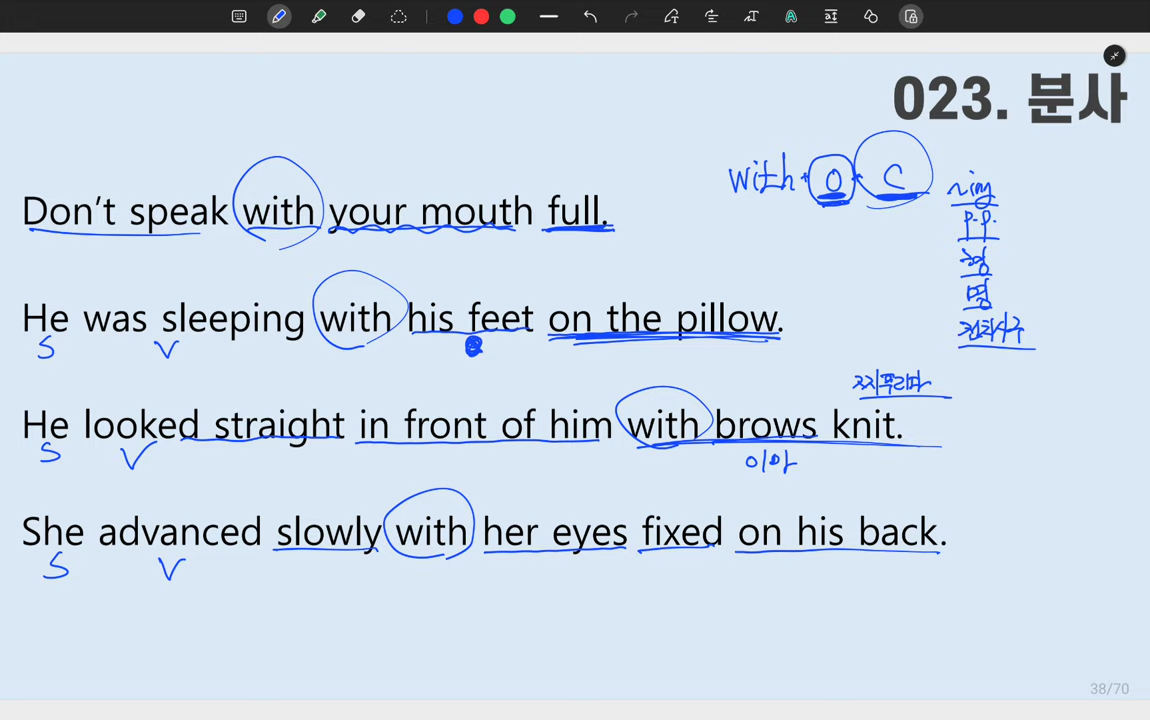 023. 분사
with + O + C
~ing
p.p.
형
명
전치사구
Don't speak with your mouth full.
He was sleeping with his feet on the pillow.
S V
찌푸리다
He looked straight in front of him with brows knit.
S V 이마
She advanced slowly with her eyes fixed on his back.
S V
38/70